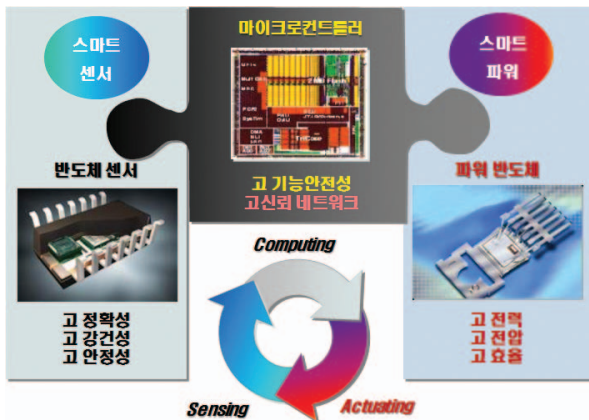 스마트
센서
마이크로컨트롤러
스마트
파워
TriCore
반도체 센서
고 기능안전성
고신뢰 네트워크
파워 반도체
고 정확성
고 강건성
고 안정성
Computing
Sensing
Actuating
고 전력
고 전압
고 효율